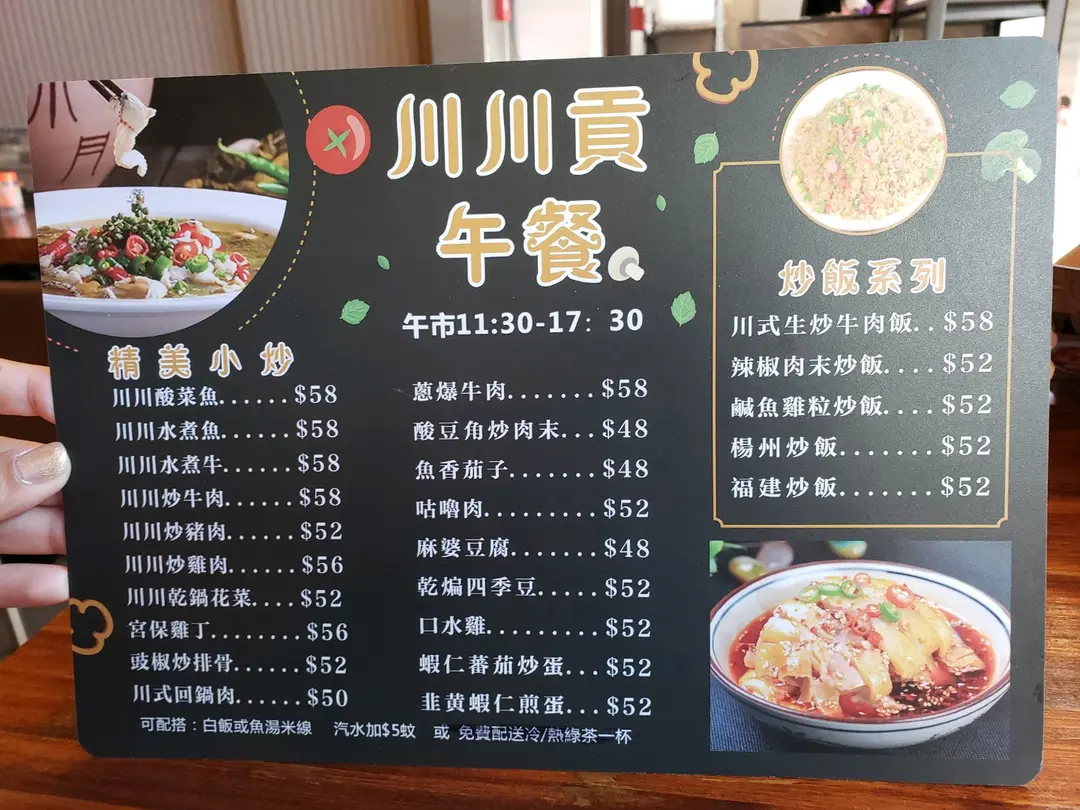 小
月
川川貢
午餐
午市11:30-17：30
精美小炒
川川酸菜魚......$58
川川水煮魚......$58
川川水煮牛......$58
川川炒牛肉......$58
川川炒豬肉......$52
川川炒雞肉......$56
川川乾鍋花菜....$52
宮保雞丁........$56
豉椒炒排骨......$52
川式回鍋肉......$50
蔥爆牛肉.......$58
酸豆角炒肉末...$48
魚香茄子.......$48
咕嚕肉.........$52
麻婆豆腐.......$48
乾煸四季豆.....$52
口水雞.........$52
蝦仁蕃茄炒蛋...$52
韭黄蝦仁煎蛋...$52
可配搭：白飯或魚湯米線 汽水加$5蚊 或 免費配送冷/熱綠茶一杯
炒飯系列
川式生炒牛肉飯..$58
辣椒肉末炒飯....$52
鹹魚雞粒炒飯....$52
楊州炒飯.......$52
福建炒飯.......$52